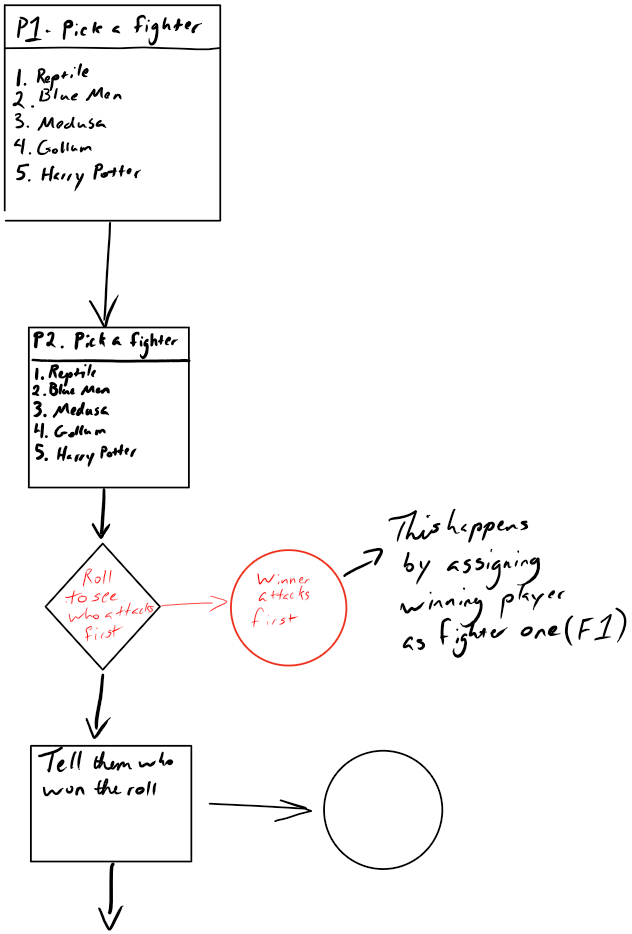 P1. Pick a fighter
1. Reptile
2. Blue Men
3. Medusa
4. Gollum
5. Harry Potter
P2. Pick a fighter
1. Reptile
2. Blue Men
3. Medusa
4. Gollum
5. Harry Potter
Roll
to see
who attacks
first
Winner
attacks
first
This happens
by assigning
winning player
as fighter one (F1)
Tell them who
won the roll